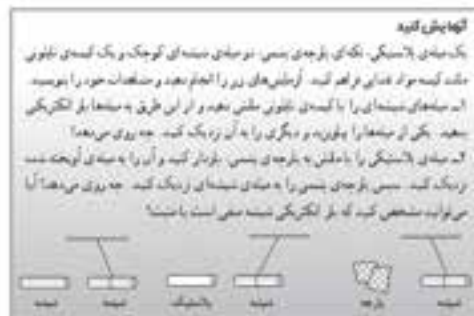 آزمایش کنید
یک میله‌ی پلاستیکی، تکه‌ای پارچه‌ی پشمی، دو میله‌ی شیشه‌ای کوچک و یک کیسه‌ی نایلونی
مانند کیسه مواد غذایی فراهم کنید. آزمایش‌های زیر را انجام دهید و مشاهدات خود را بنویسید.
۱ـ میله‌های شیشه‌ای را با کیسه‌ی نایلونی مالش دهید و از این طریق به میله‌ها بار الکتریکی
بدهید. یکی از میله‌ها را بیاویزید و دیگری را به آن نزدیک کنید. چه روی می‌دهد؟
۲ـ میله‌ی پلاستیکی را با مالش به پارچه‌ی پشمی، باردار کنید و آن را به میله‌ی آویخته شده
نزدیک کنید. سپس پارچه‌ی پشمی را به میله‌ی شیشه‌ای نزدیک کنید. چه روی می‌دهد؟ آیا
می‌توانید مشخص کنید که بار الکتریکی شیشه منفی است یا مثبت؟
شیشه شیشه پلاستیک شیشه پارچه شیشه